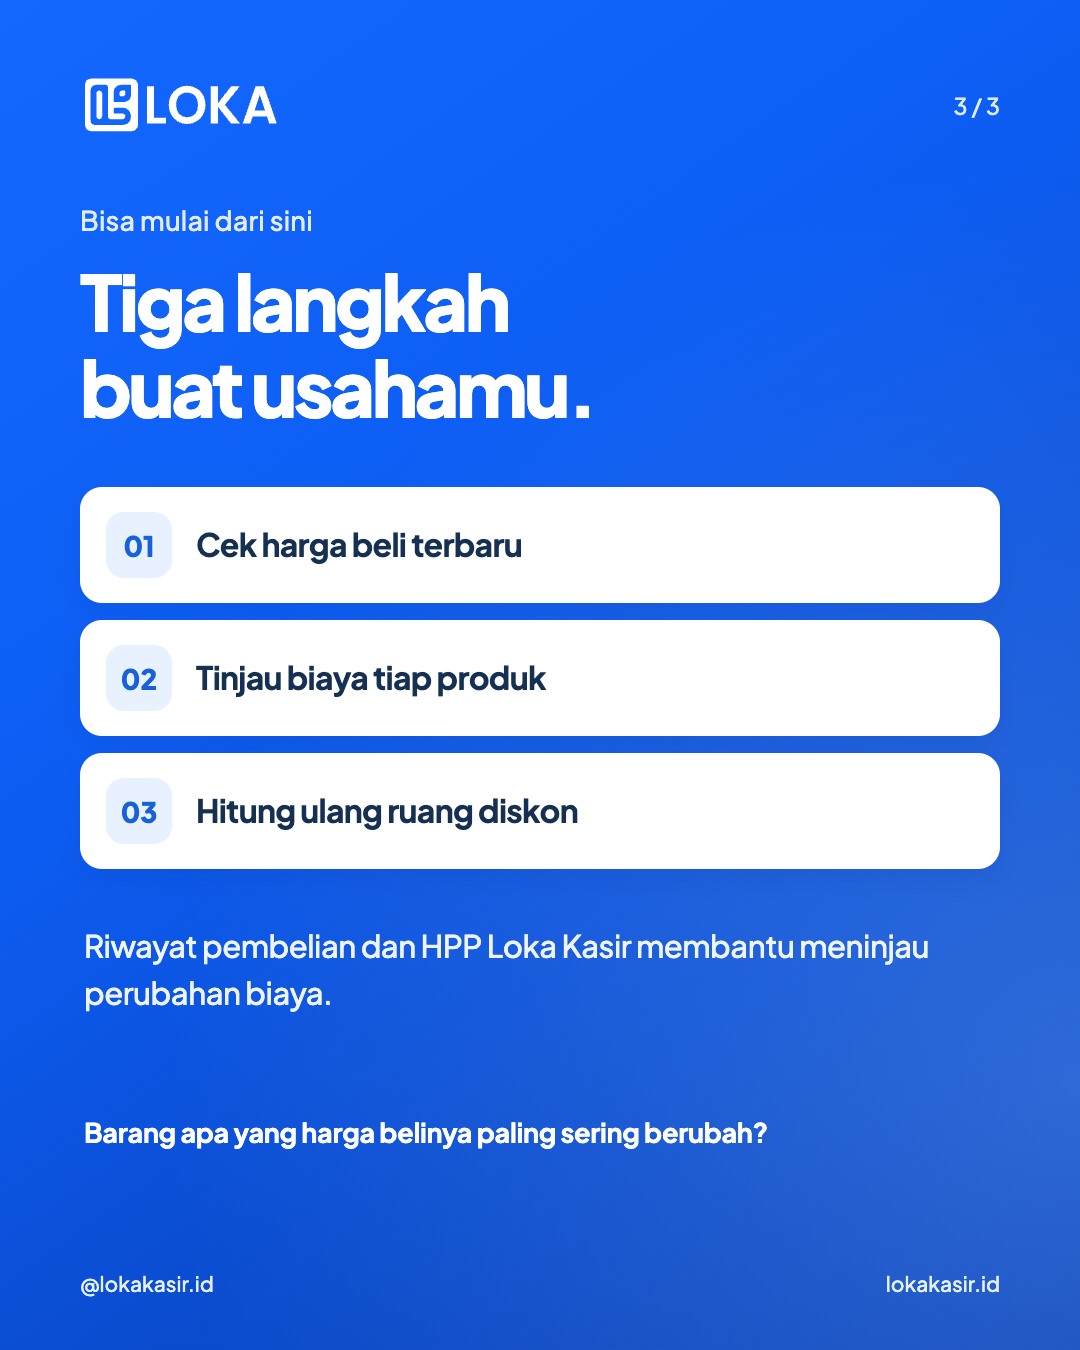 LOKA
3 / 3
Bisa mulai dari sini
Tiga langkah
buat usahamu.
01 Cek harga beli terbaru
02 Tinjau biaya tiap produk
03 Hitung ulang ruang diskon
Riwayat pembelian dan HPP Loka Kasir membantu meninjau
perubahan biaya.
Barang apa yang harga belinya paling sering berubah?
@lokakasir.id
lokakasir.id